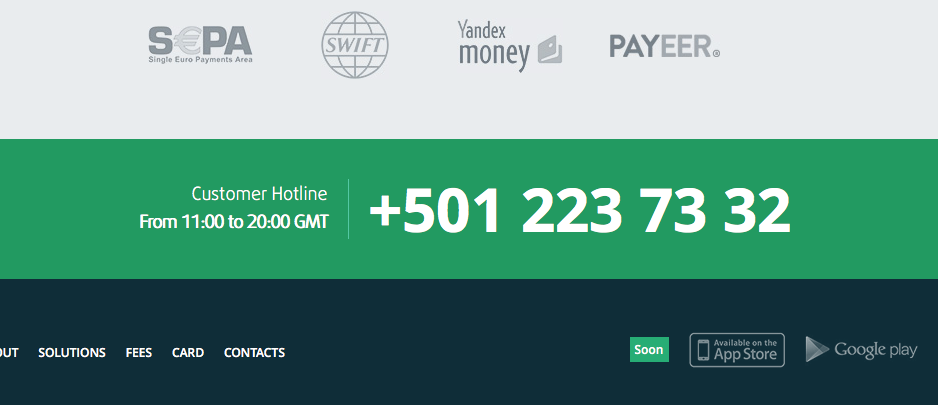 S€PA
Single Euro Payments Area
SWIFT
Yandex
money
PAYEER®
Customer Hotline
From 11:00 to 20:00 GMT
+501 223 73 32
OUT SOLUTIONS FEES CARD CONTACTS
Soon
Available on the
App Store
Google play